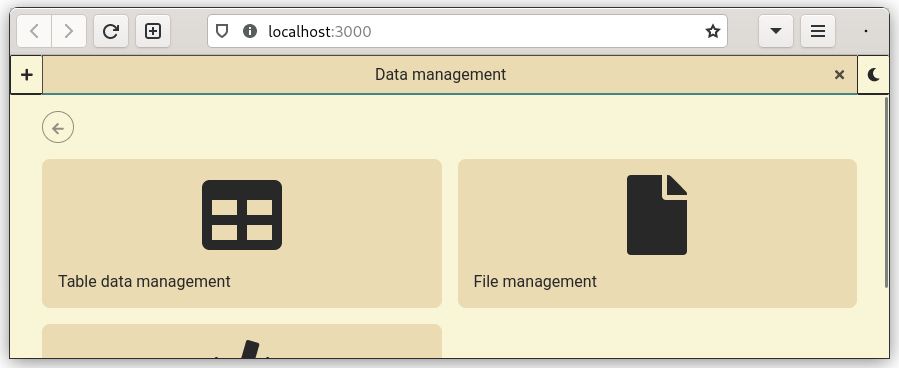 localhost:3000
Data management
Table data management
File management